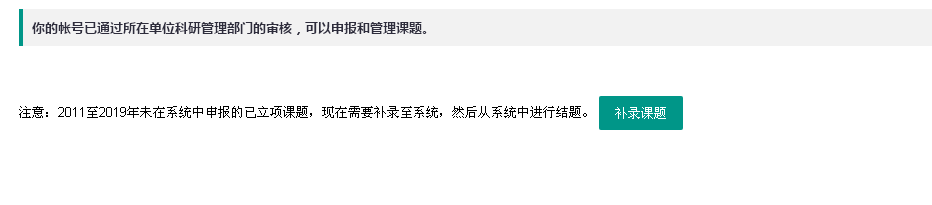 你的帐号已通过所在单位科研管理部门的审核，可以申报和管理课题。
注意：2011至2019年未在系统中申报的已立项课题，现在需要补录至系统，然后从系统中进行结题。 补录课题